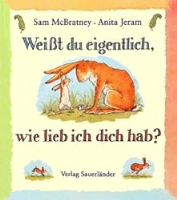 Sam McBratney · Anita Jeram
Weißt du eigentlich,
wie lieb ich dich hab?
Verlag Sauerländer